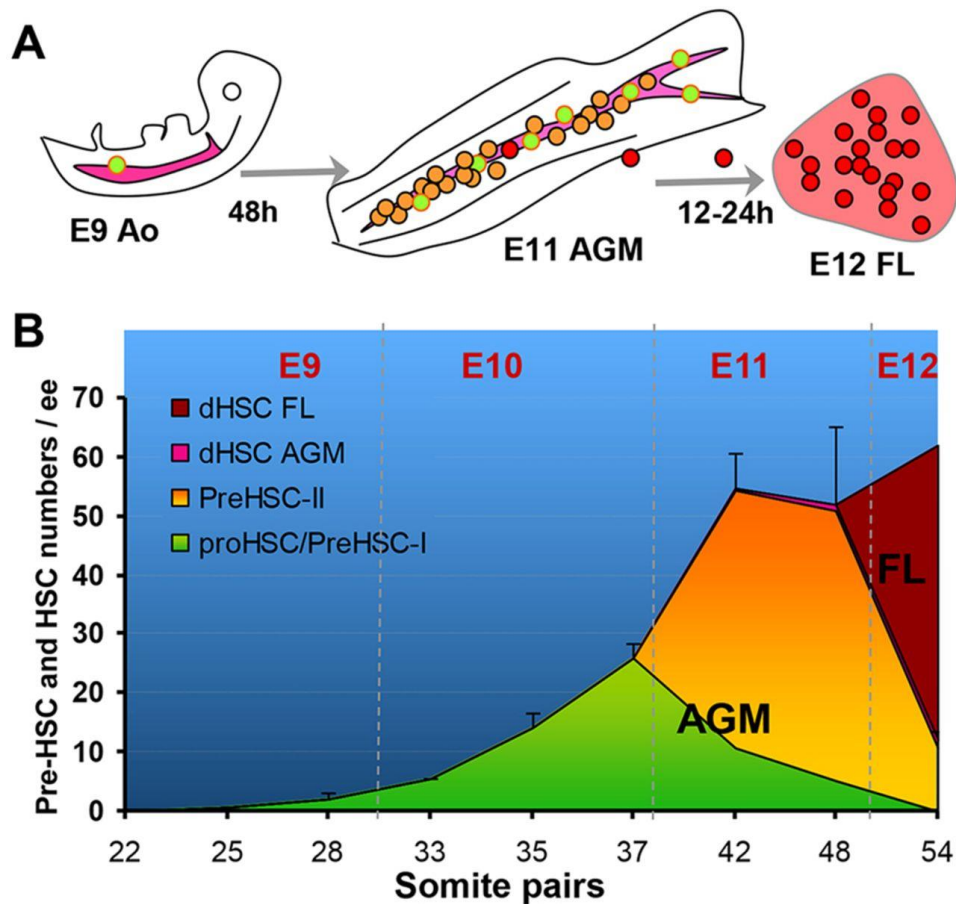 A
E9 Ao
48h
E11 AGM
12-24h
E12 FL
B
E9
E10
E11
E12
Pre-HSC and HSC numbers / ee
70
60
50
40
30
20
10
0
dHSC FL
dHSC AGM
PreHSC-II
proHSC/PreHSC-I
FL
AGM
22 25 28 33 35 37 42 48 54
Somite pairs